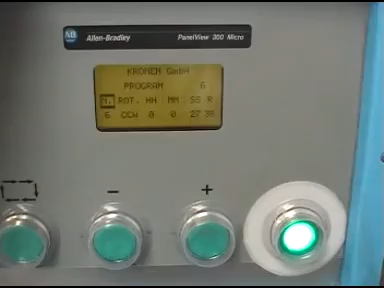 AB Allen-Bradley PanelView 300 Micro
KRONEN GmbH
PROGRAM 6
T. ROT. HH MM SS R
6 CCW 0 0 27 30
- +